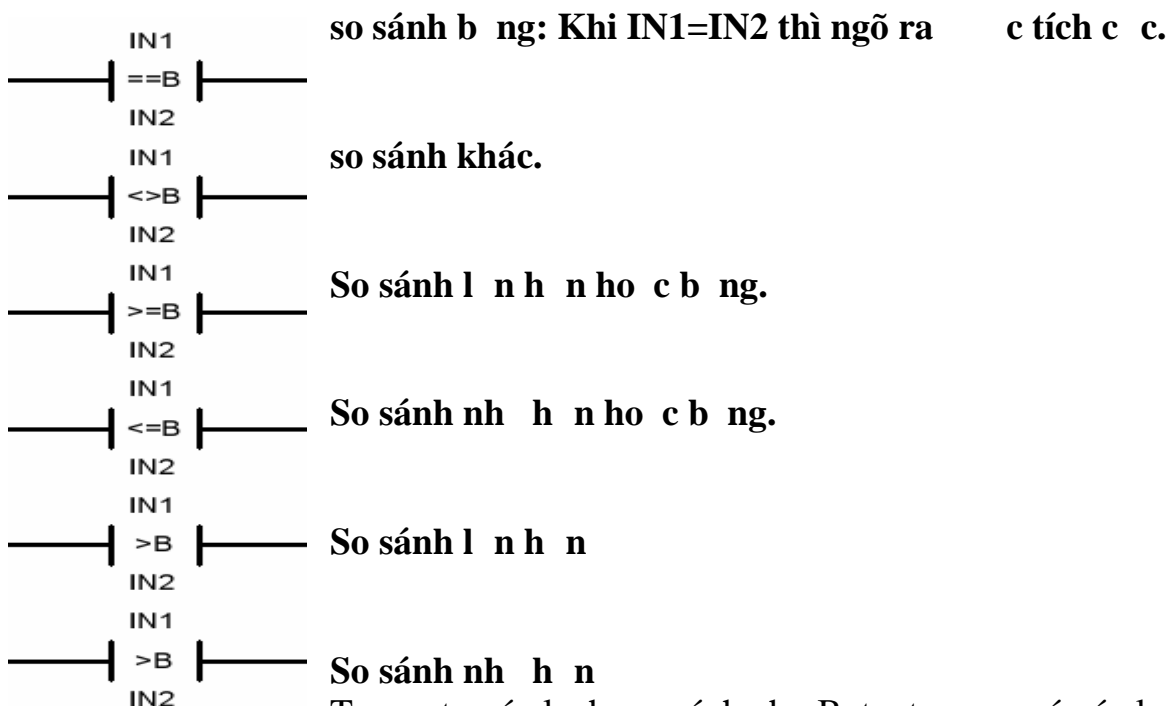 IN1
so sánh b ng: Khi IN1=IN2 thì ngõ ra c tích c c.
==B
IN2
IN1
so sánh khác.
<>B
IN2
IN1
So sánh l n h n ho c b ng.
>=B
IN2
IN1
So sánh nh h n ho c b ng.
<=B
IN2
IN1
So sánh l n h n
>B
IN2
IN1
>B
So sánh nh h n
IN2